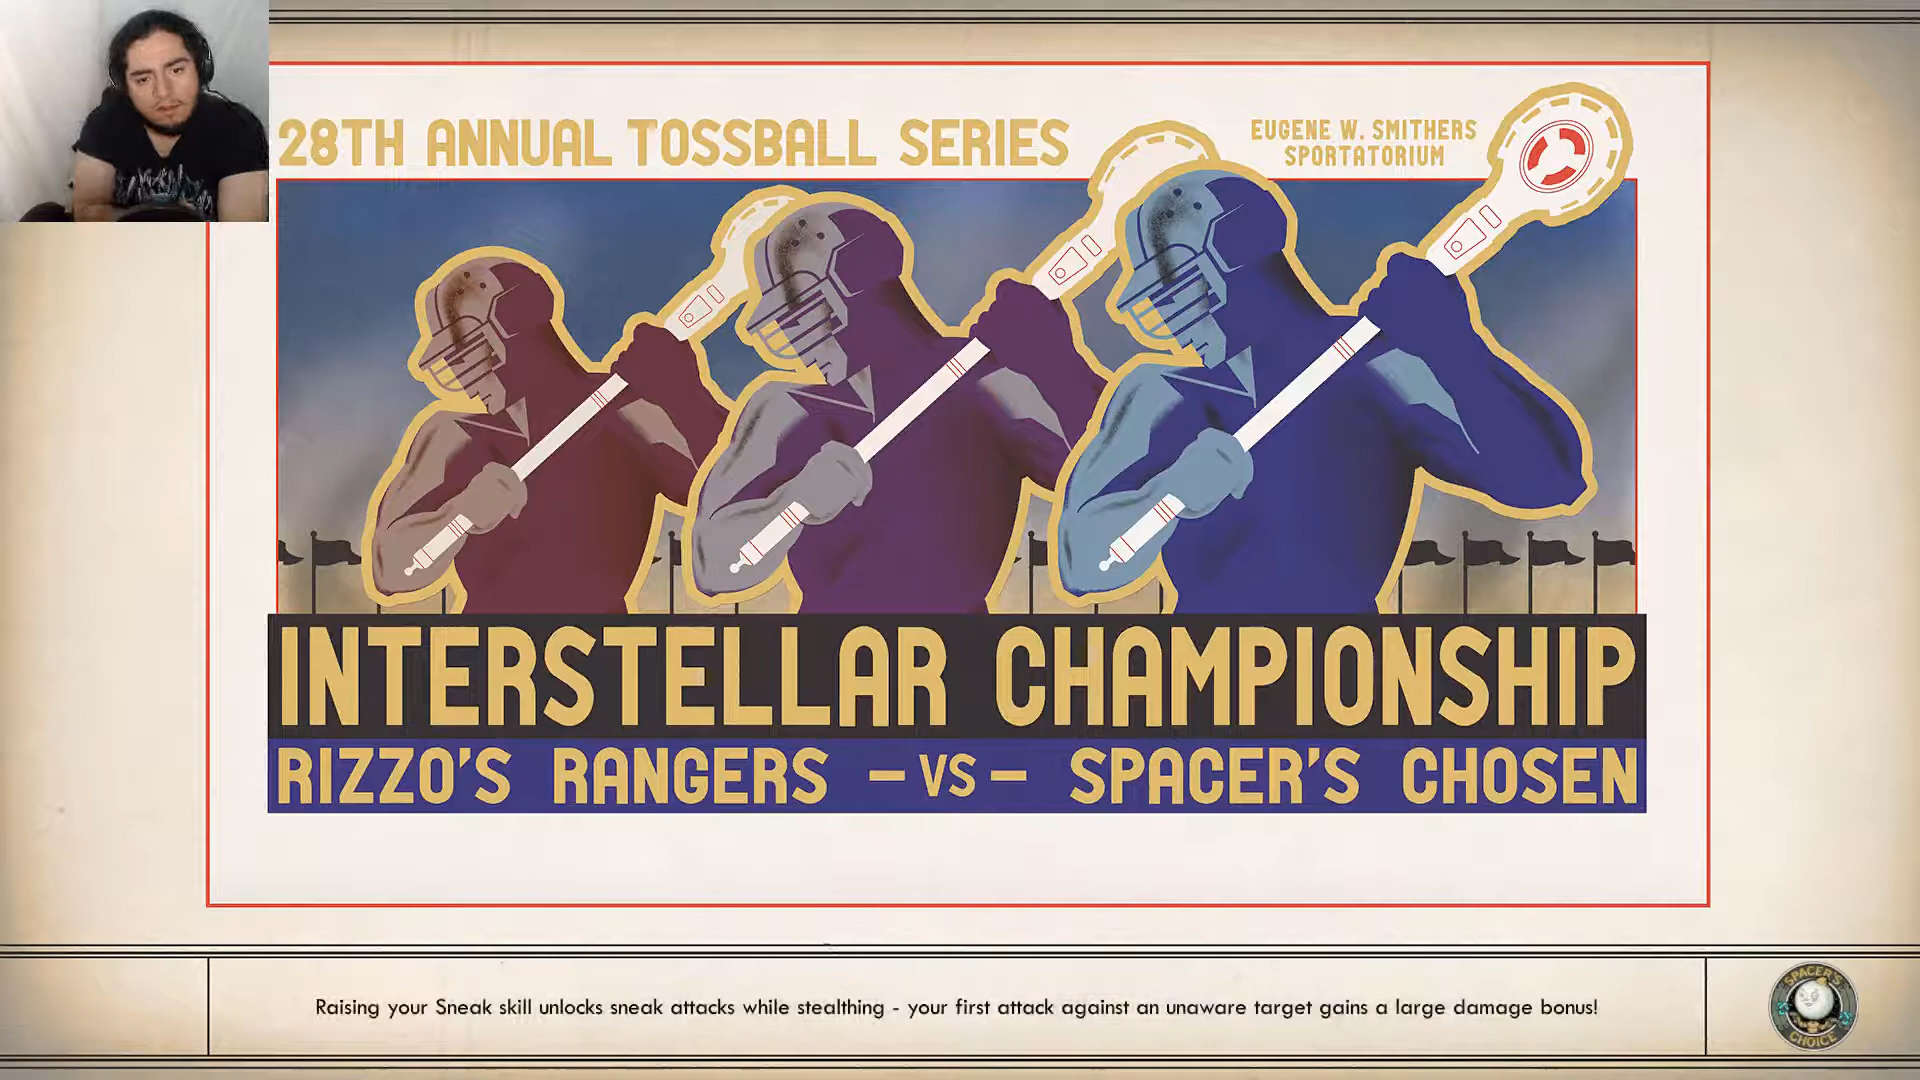 28TH ANNUAL TOSSBALL SERIES
EUGENE W. SMITHERS
SPORTATORIUM
INTERSTELLAR CHAMPIONSHIP
RIZZO'S RANGERS – VS – SPACER'S CHOSEN
Raising your Sneak skill unlocks sneak attacks while stealthing - your first attack against an unaware target gains a large damage bonus!
SPACER'S
CHOICE